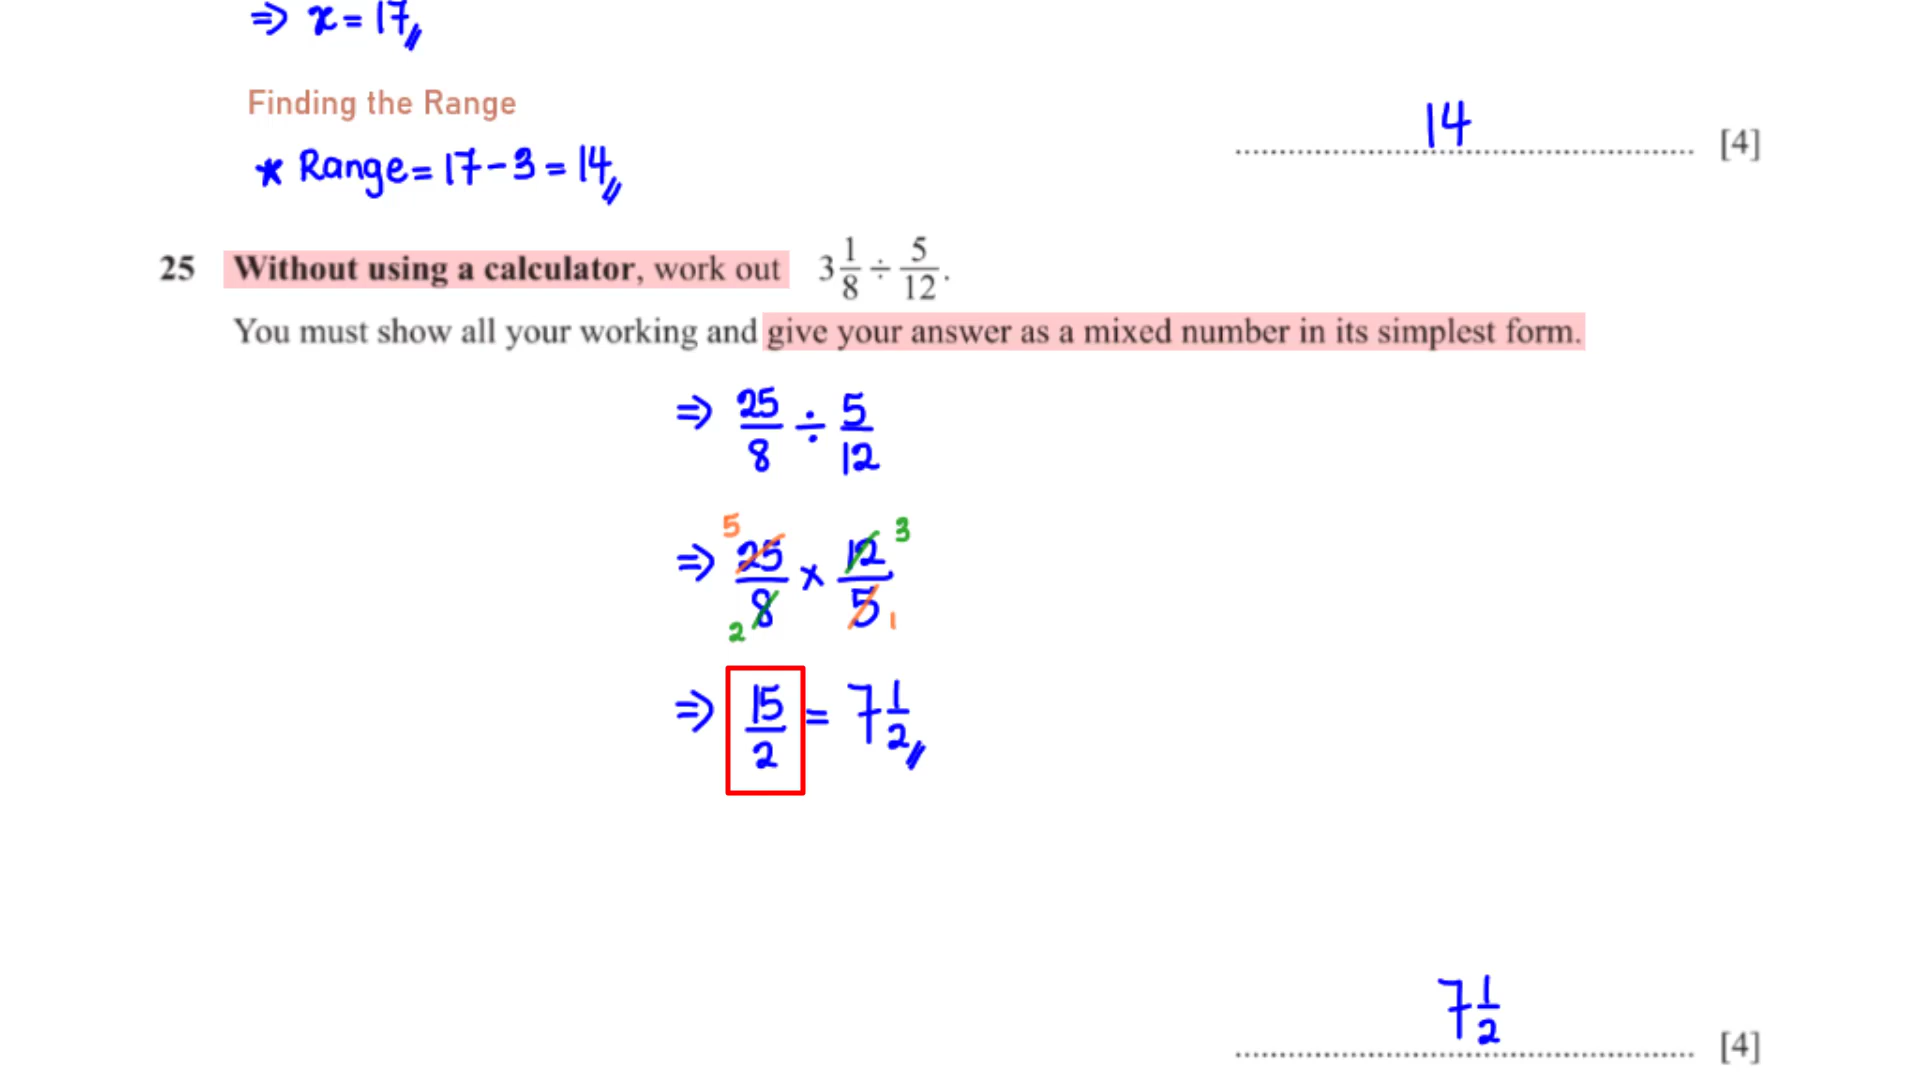 ⇒ x = 17
Finding the Range
* Range = 17 - 3 = 14
14
[4]
25 Without using a calculator, work out 3 1/8 ÷ 5/12.
You must show all your working and give your answer as a mixed number in its simplest form.
⇒ 25/8 ÷ 5/12
5 3
⇒ 25/8 × 12/5
2 1
⇒ 15/2 = 7 1/2
7 1/2
[4]